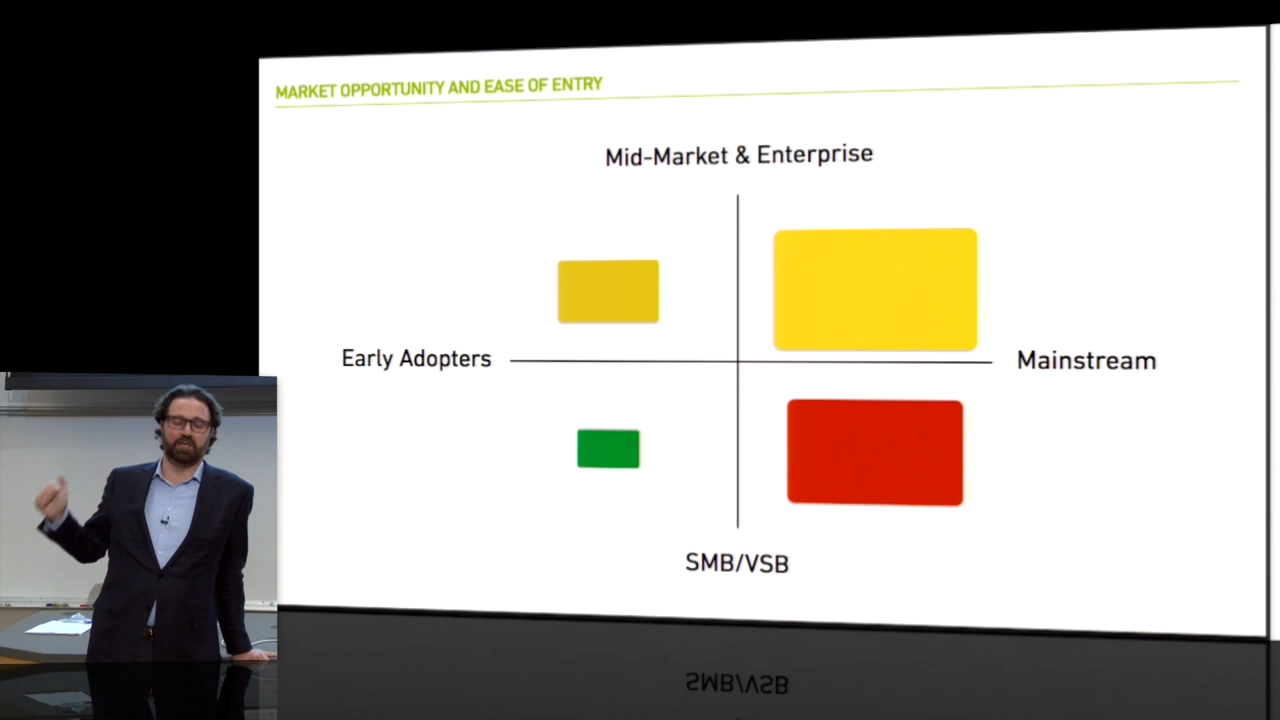 MARKET OPPORTUNITY AND EASE OF ENTRY
Mid-Market & Enterprise
Early Adopters
Mainstream
SMB/VSB
SMB/VSB